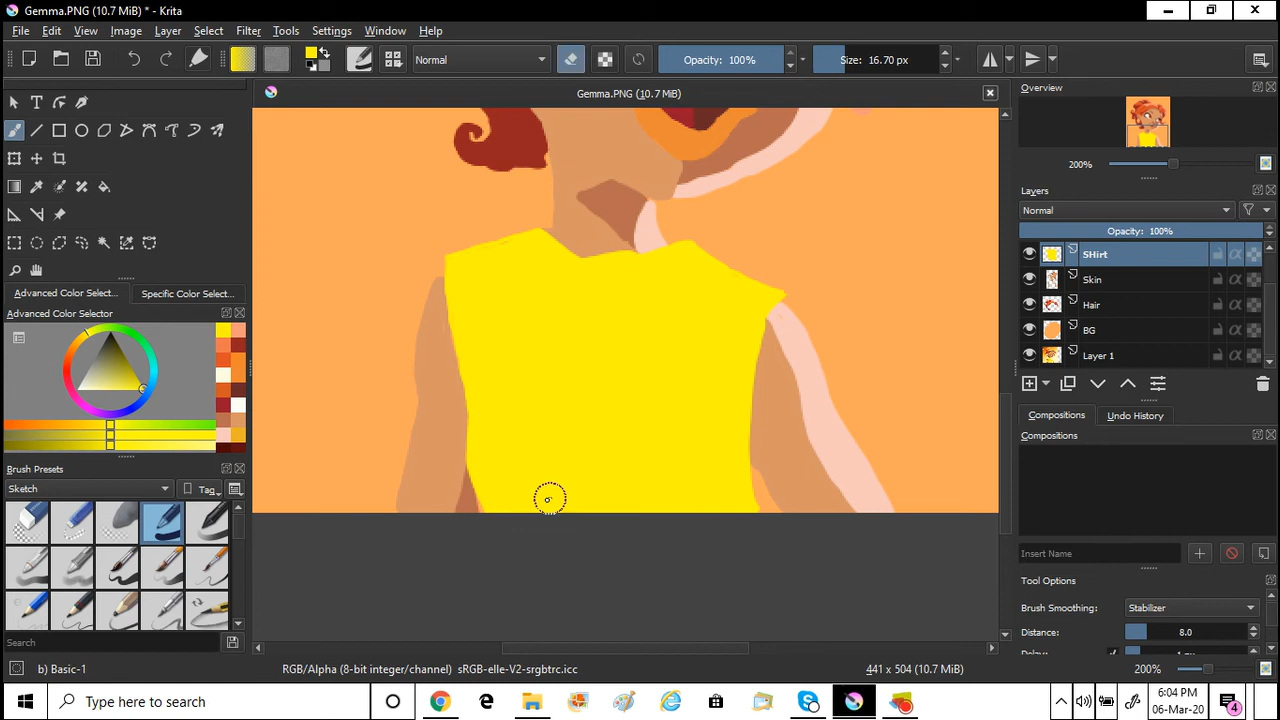 Gemma.PNG (10.7 MiB) * - Krita
File Edit View Image Layer Select Filter Tools Settings Window Help
Normal
Opacity: 100%
Size: 16.70 px
Gemma.PNG (10.7 MiB)
Overview
200%
Layers
Normal
Opacity: 100%
SHirt
Skin
Hair
BG
Layer 1
Advanced Color Select...
Specific Color Select...
Advanced Color Selector
Compositions
Undo History
Compositions
Brush Presets
Sketch
Tag
Insert Name
Tool Options
Brush Smoothing:
Stabilizer
Distance:
8.0
Search
b) Basic-1
RGB/Alpha (8-bit integer/channel) sRGB-elle-V2-srgbtrc.icc
441 x 504 (10.7 MiB)
200%
Type here to search
6:04 PM
06-Mar-20
4